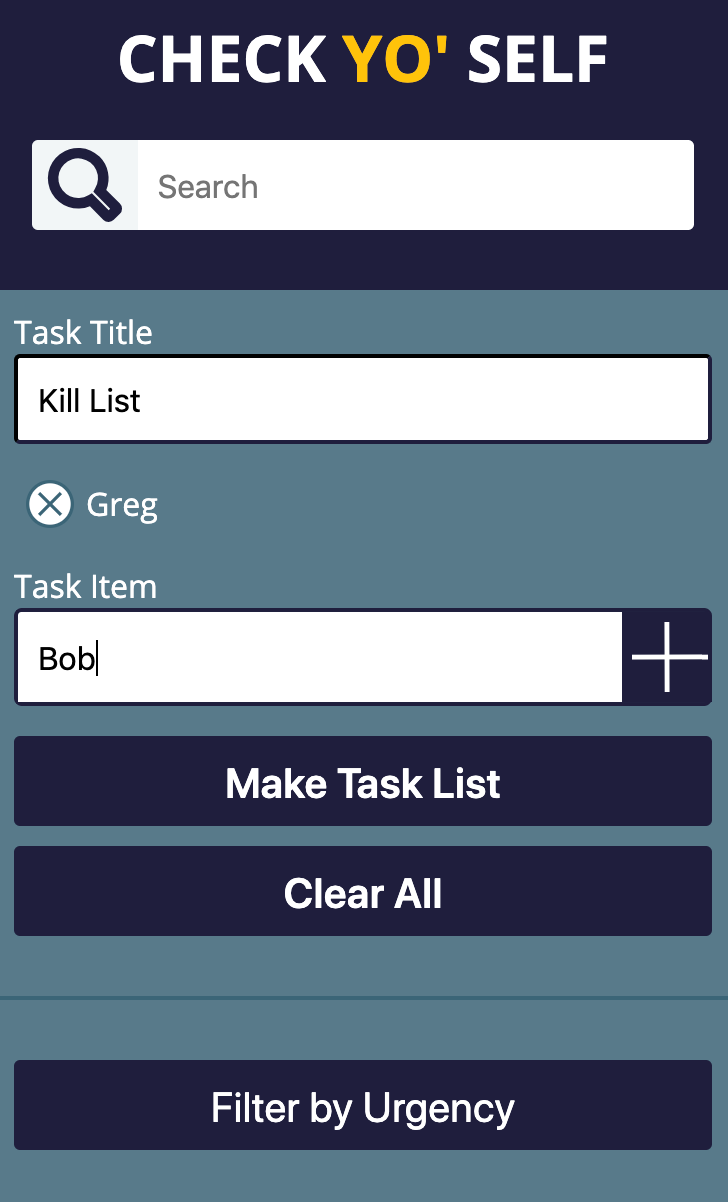 CHECK YO' SELF
Search
Task Title
Kill List
Greg
Task Item
Bob
Make Task List
Clear All
Filter by Urgency